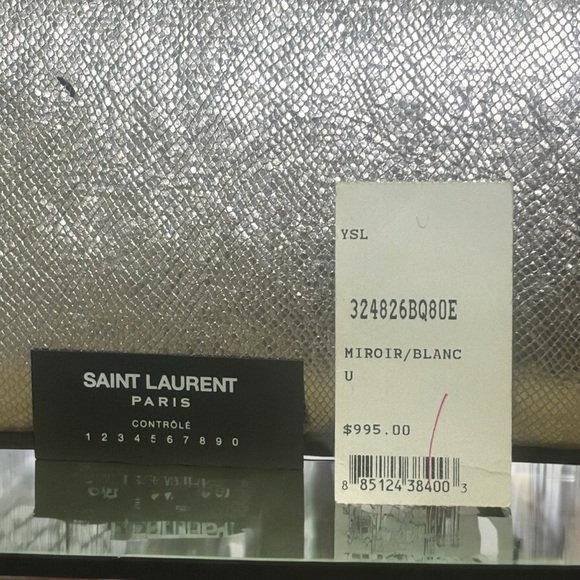 SAINT LAURENT
PARIS
CONTRÔLÉ
1 2 3 4 5 6 7 8 9 0
YSL
324826BQ80E
MIROIR/BLANC
U
$995.00
8 85124 38400 3